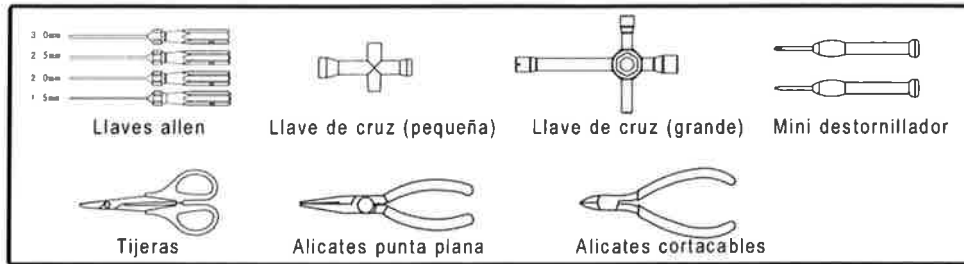 3 0mm
2 5mm
2 0mm
1 5mm
Llaves allen
Llave de cruz (pequeña)
Llave de cruz (grande)
Mini destornillador
Tijeras
Alicates punta plana
Alicates cortacables